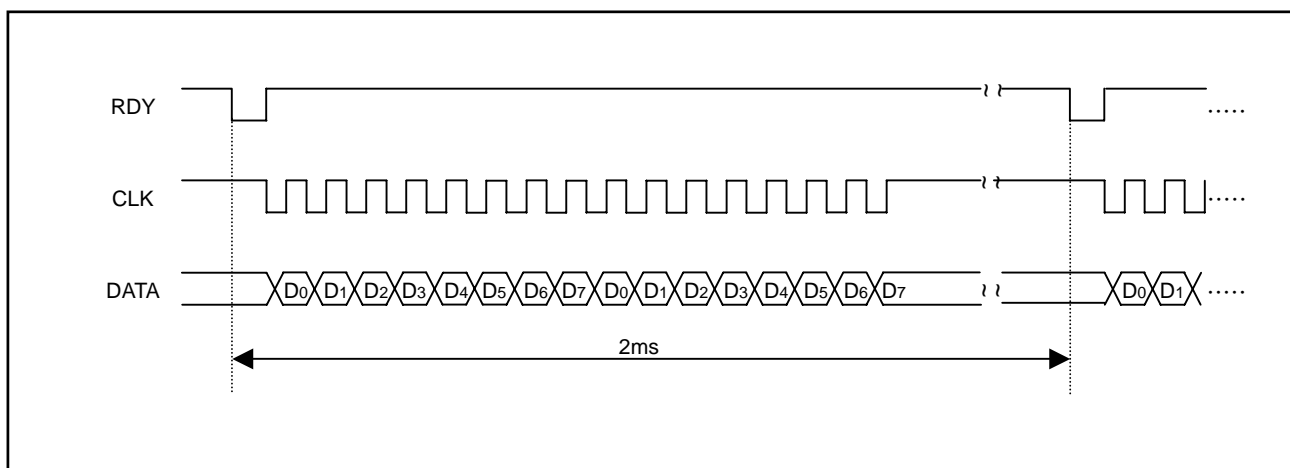 RDY .....
CLK .....
DATA D0 D1 D2 D3 D4 D5 D6 D7 D0 D1 D2 D3 D4 D5 D6 D7 D0 D1 .....
2ms